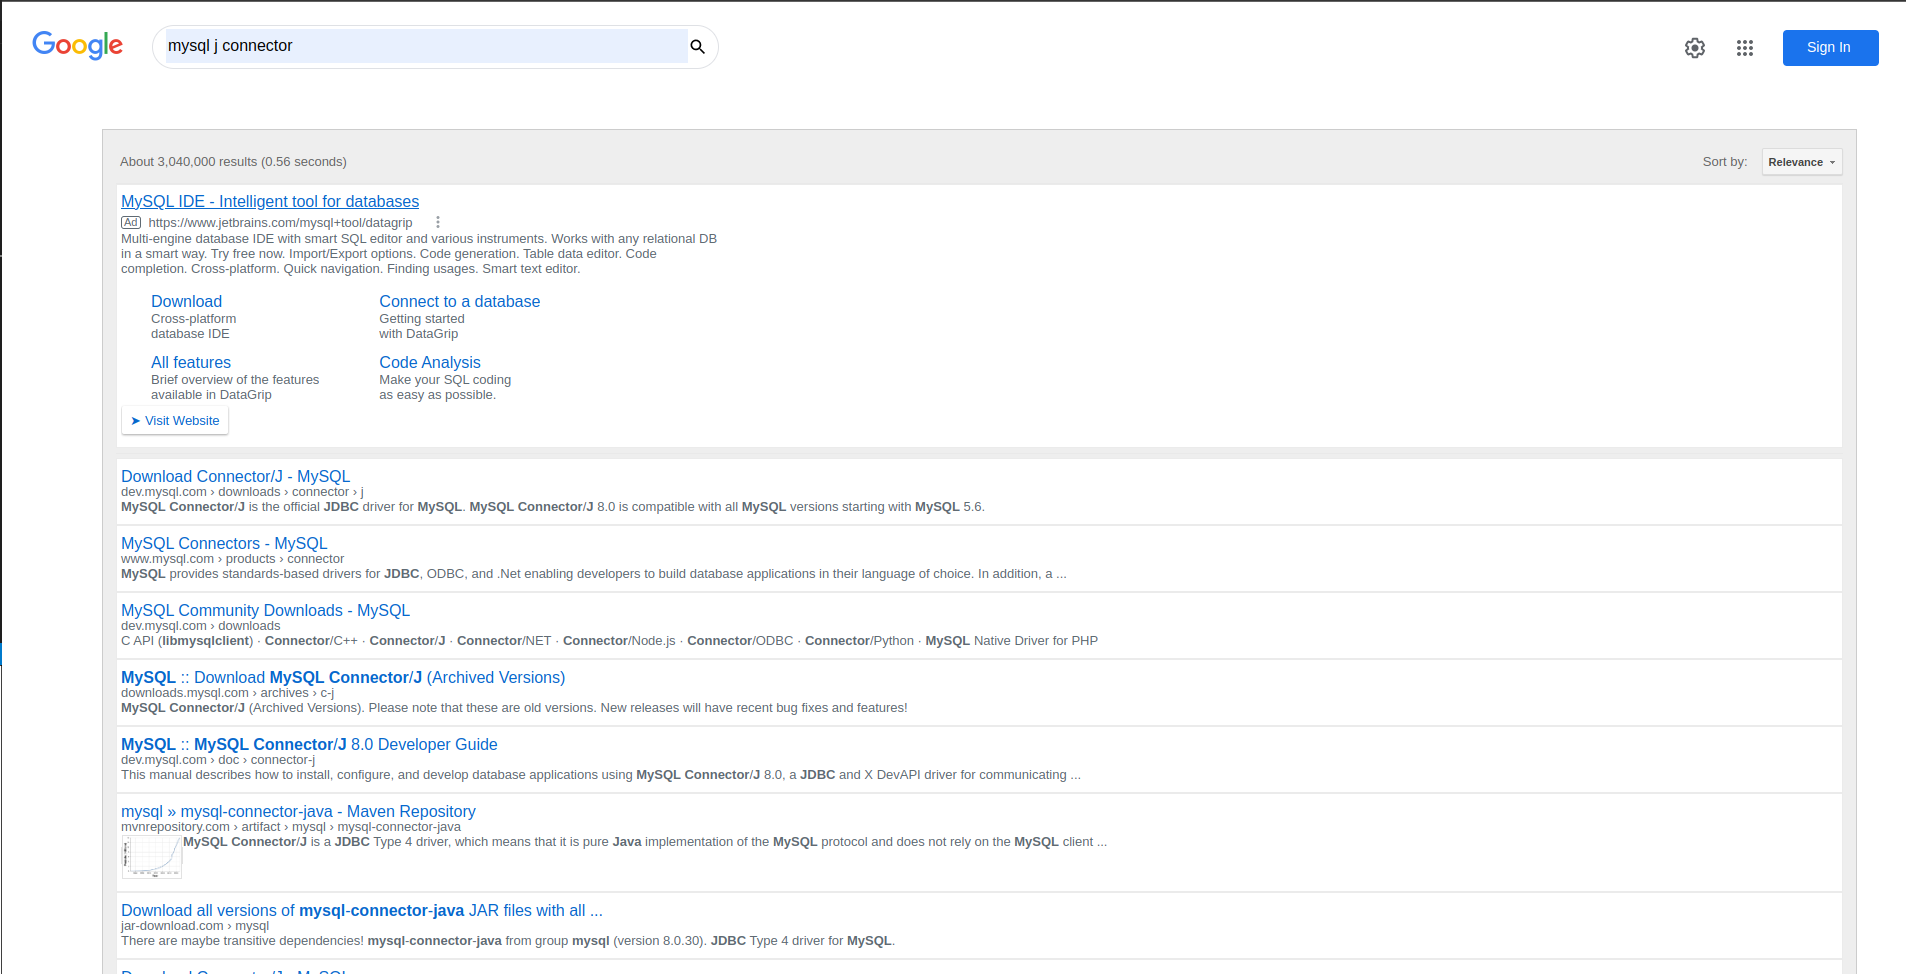 Google
mysql j connector
Sign In
About 3,040,000 results (0.56 seconds)
Sort by:
Relevance
MySQL IDE - Intelligent tool for databases
Ad https://www.jetbrains.com/mysql+tool/datagrip
Multi-engine database IDE with smart SQL editor and various instruments. Works with any relational DB
in a smart way. Try free now. Import/Export options. Code generation. Table data editor. Code
completion. Cross-platform. Quick navigation. Finding usages. Smart text editor.
Download
Cross-platform
database IDE
Connect to a database
Getting started
with DataGrip
All features
Brief overview of the features
available in DataGrip
Code Analysis
Make your SQL coding
as easy as possible.
➤ Visit Website
Download Connector/J - MySQL
dev.mysql.com › downloads › connector › j
MySQL Connector/J is the official JDBC driver for MySQL. MySQL Connector/J 8.0 is compatible with all MySQL versions starting with MySQL 5.6.
MySQL Connectors - MySQL
www.mysql.com › products › connector
MySQL provides standards-based drivers for JDBC, ODBC, and .Net enabling developers to build database applications in their language of choice. In addition, a ...
MySQL Community Downloads - MySQL
dev.mysql.com › downloads
C API (libmysqlclient) · Connector/C++ · Connector/J · Connector/NET · Connector/Node.js · Connector/ODBC · Connector/Python · MySQL Native Driver for PHP
MySQL :: Download MySQL Connector/J (Archived Versions)
downloads.mysql.com › archives › c-j
MySQL Connector/J (Archived Versions). Please note that these are old versions. New releases will have recent bug fixes and features!
MySQL :: MySQL Connector/J 8.0 Developer Guide
dev.mysql.com › doc › connector-j
This manual describes how to install, configure, and develop database applications using MySQL Connector/J 8.0, a JDBC and X DevAPI driver for communicating ...
mysql » mysql-connector-java - Maven Repository
mvnrepository.com › artifact › mysql › mysql-connector-java
MySQL Connector/J is a JDBC Type 4 driver, which means that it is pure Java implementation of the MySQL protocol and does not rely on the MySQL client ...
Download all versions of mysql-connector-java JAR files with all ...
jar-download.com › mysql
There are maybe transitive dependencies! mysql-connector-java from group mysql (version 8.0.30). JDBC Type 4 driver for MySQL.
Download Connector/J - MySQL